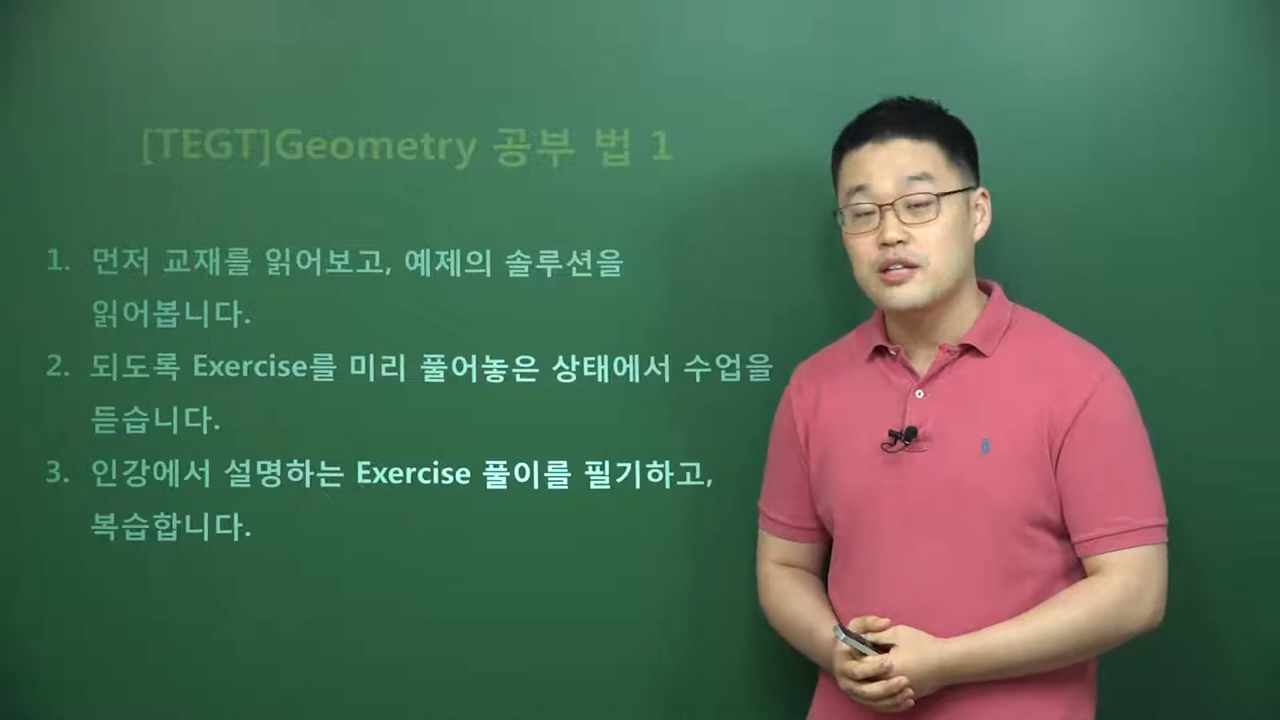 [TEGT]Geometry 공부 법 1
1. 먼저 교재를 읽어보고, 예제의 솔루션을
읽어봅니다.
2. 되도록 Exercise를 미리 풀어놓은 상태에서 수업을
듣습니다.
3. 인강에서 설명하는 Exercise 풀이를 필기하고,
복습합니다.